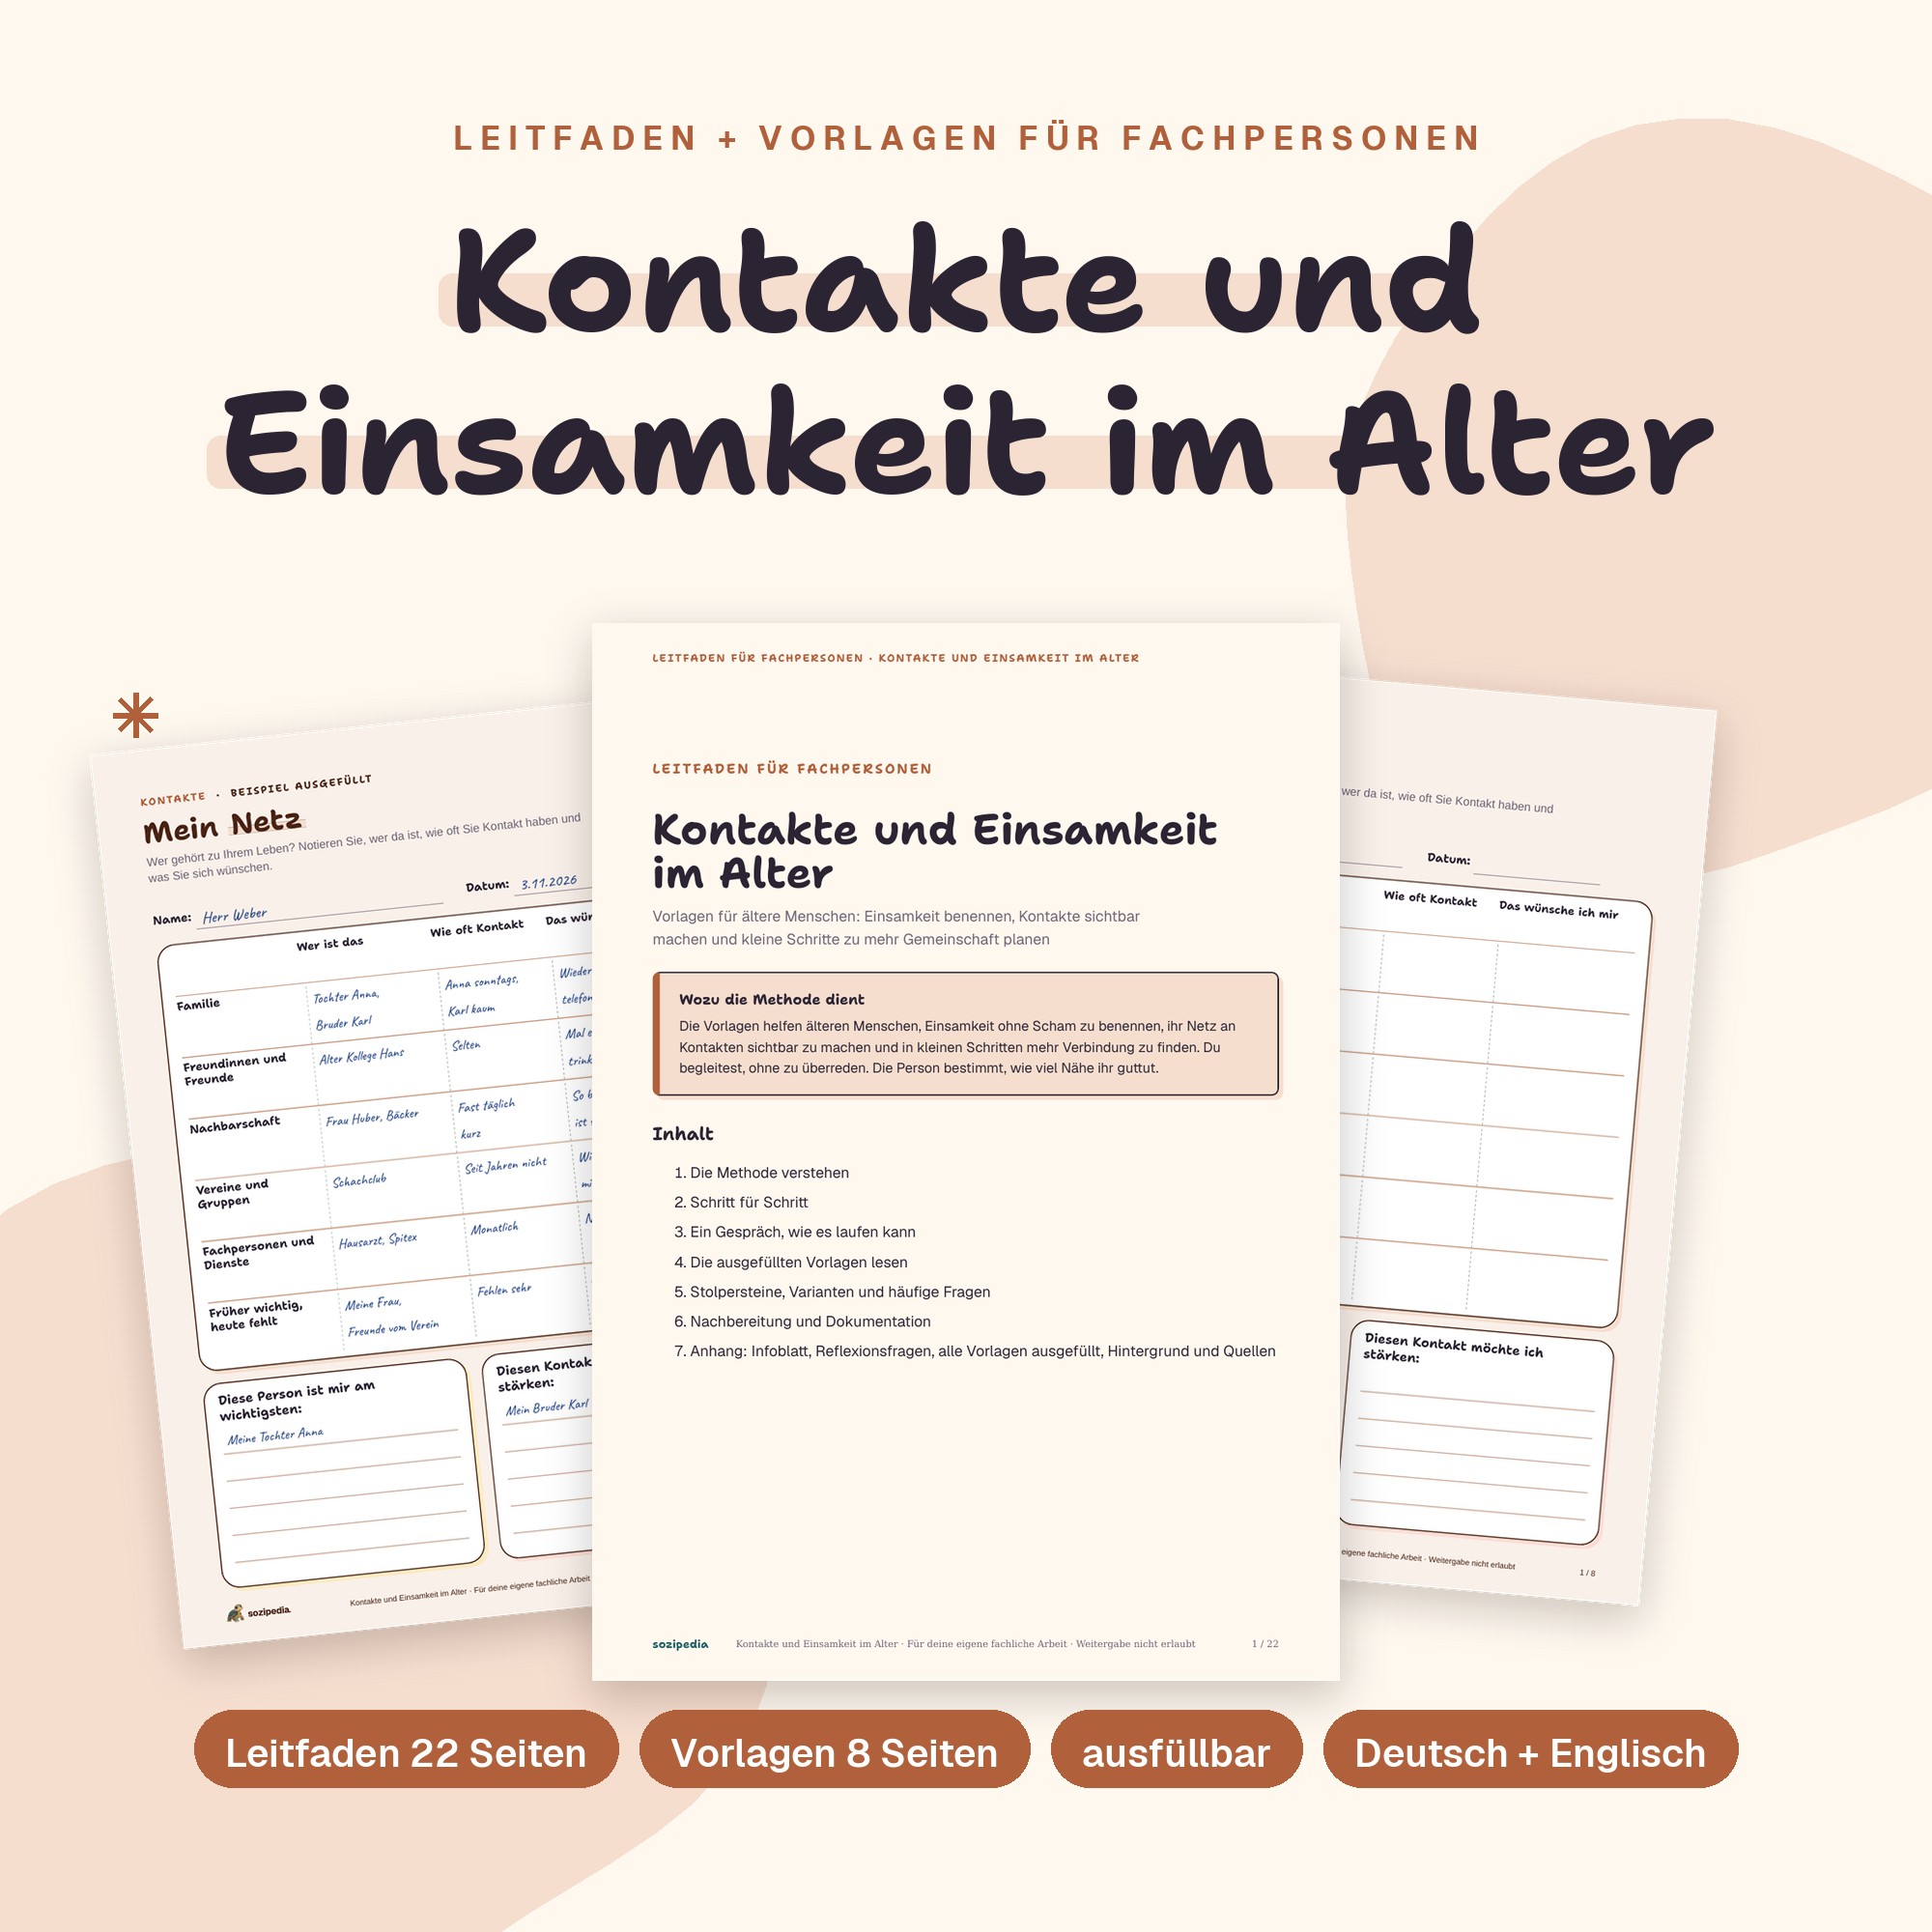 LEITFADEN + VORLAGEN FÜR FACHPERSONEN
Kontakte und
Einsamkeit im Alter
KONTAKTE · BEISPIEL AUSGEFÜLLT
Mein Netz
Wer gehört zu Ihrem Leben? Notieren Sie, wer da ist, wie oft Sie Kontakt haben und
was Sie sich wünschen.
Name: Herr Weber Datum: 3.11.2026
Wer ist das Wie oft Kontakt Das
Familie
Tochter Anna,
Bruder Karl
Anna sonntags,
Karl kaum
Freundinnen und
Freunde
Alter Kollege Hans
Selten
Mal
Nachbarschaft
Frau Huber, Bäcker
Fast täglich
kurz
So
ist
Vereine und
Gruppen
Schachclub
Seit Jahren nicht
Fachpersonen und
Dienste
Hausarzt, Spitex
Monatlich
Früher wichtig,
heute fehlt
Meine Frau,
Freunde vom Verein
Fehlen sehr
Diese Person ist mir am
wichtigsten:
Meine Tochter Anna
Diesen
stärken:
Mein Bruder Karl
sozipedia.
Kontakte und Einsamkeit im Alter · Für deine eigene fachliche Arbeit
LEITFADEN FÜR FACHPERSONEN · KONTAKTE UND EINSAMKEIT IM ALTER
LEITFADEN FÜR FACHPERSONEN
Kontakte und Einsamkeit
im Alter
Vorlagen für ältere Menschen: Einsamkeit benennen, Kontakte sichtbar
machen und kleine Schritte zu mehr Gemeinschaft planen
Wozu die Methode dient
Die Vorlagen helfen älteren Menschen, Einsamkeit ohne Scham zu benennen, ihr Netz an
Kontakten sichtbar zu machen und in kleinen Schritten mehr Verbindung zu finden. Du
begleitest, ohne zu überreden. Die Person bestimmt, wie viel Nähe ihr guttut.
Inhalt
1. Die Methode verstehen
2. Schritt für Schritt
3. Ein Gespräch, wie es laufen kann
4. Die ausgefüllten Vorlagen lesen
5. Stolpersteine, Varianten und häufige Fragen
6. Nachbereitung und Dokumentation
7. Anhang: Infoblatt, Reflexionsfragen, alle Vorlagen ausgefüllt, Hintergrund und Quellen
sozipedia Kontakte und Einsamkeit im Alter · Für deine eigene fachliche Arbeit · Weitergabe nicht erlaubt 1 / 22
wer da ist, wie oft Sie Kontakt haben und
Datum:
Wie oft Kontakt Das wünsche ich mir
Diesen Kontakt möchte ich
stärken:
eigene fachliche Arbeit · Weitergabe nicht erlaubt 1 / 8
Leitfaden 22 Seiten
Vorlagen 8 Seiten
ausfüllbar
Deutsch + Englisch